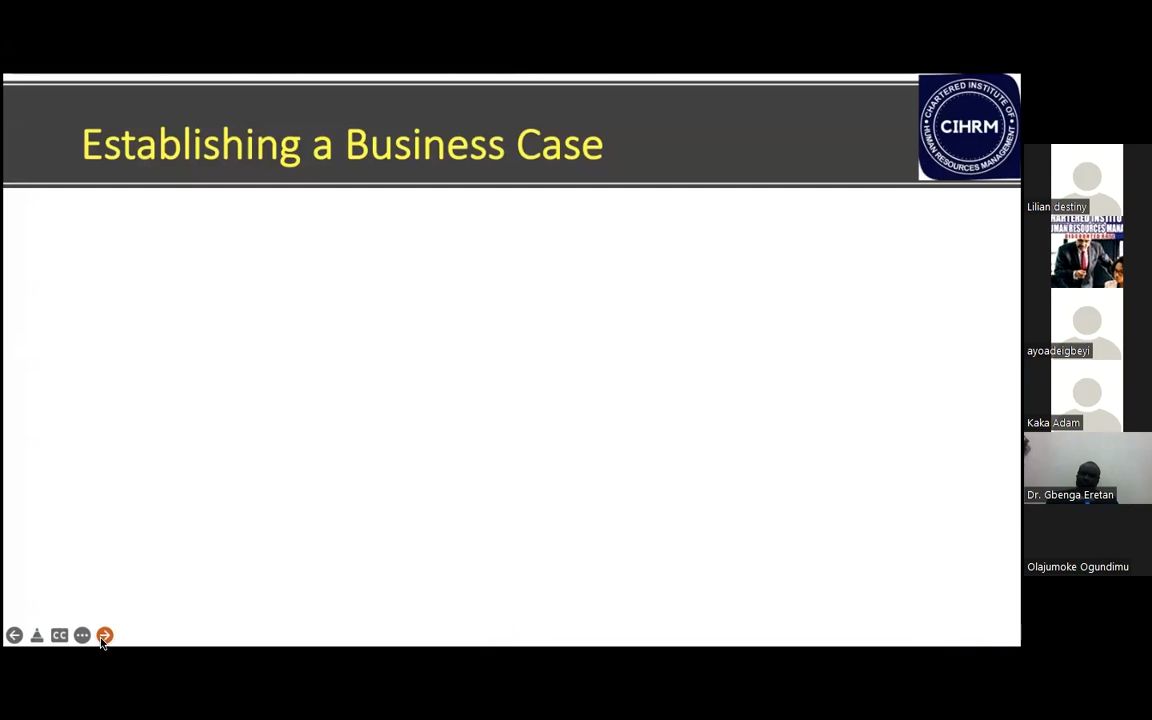 Establishing a Business Case
CHARTERED INSTITUTE OF
CIHRM
HUMAN RESOURCES MANAGEMENT
Lilian destiny
ayoadeigbeyi
Kaka Adam
Dr. Gbenga Eretan
Olajumoke Ogundimu
CC